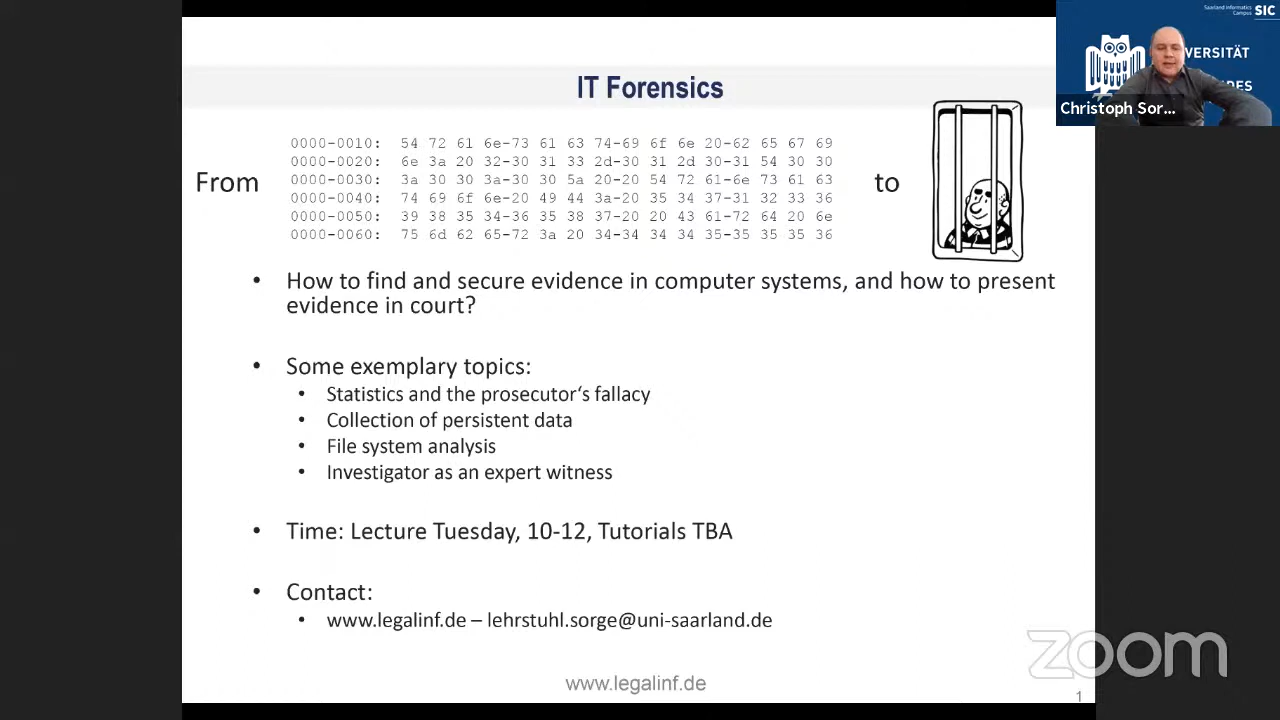 IT Forensics
From
0000-0010: 54 72 61 6e-73 61 63 74-69 6f 6e 20-62 65 67 69
0000-0020: 6e 3a 20 32-30 31 33 2d-30 31 2d 30-31 54 30 30
0000-0030: 3a 30 30 3a-30 30 5a 20-20 54 72 61-6e 73 61 63
0000-0040: 74 69 6f 6e-20 49 44 3a-20 35 34 37-31 32 33 36
0000-0050: 39 38 35 34-36 35 38 37-20 20 43 61-72 64 20 6e
0000-0060: 75 6d 62 65-72 3a 20 34-34 34 34 35-35 35 35 36
to
• How to find and secure evidence in computer systems, and how to present
evidence in court?
• Some exemplary topics:
• Statistics and the prosecutor‘s fallacy
• Collection of persistent data
• File system analysis
• Investigator as an expert witness
• Time: Lecture Tuesday, 10-12, Tutorials TBA
• Contact:
• www.legalinf.de – lehrstuhl.sorge@uni-saarland.de
www.legalinf.de
1
Saarland Informatics
Campus
SIC
VERSITÄT
DES
Christoph Sor...
zoom